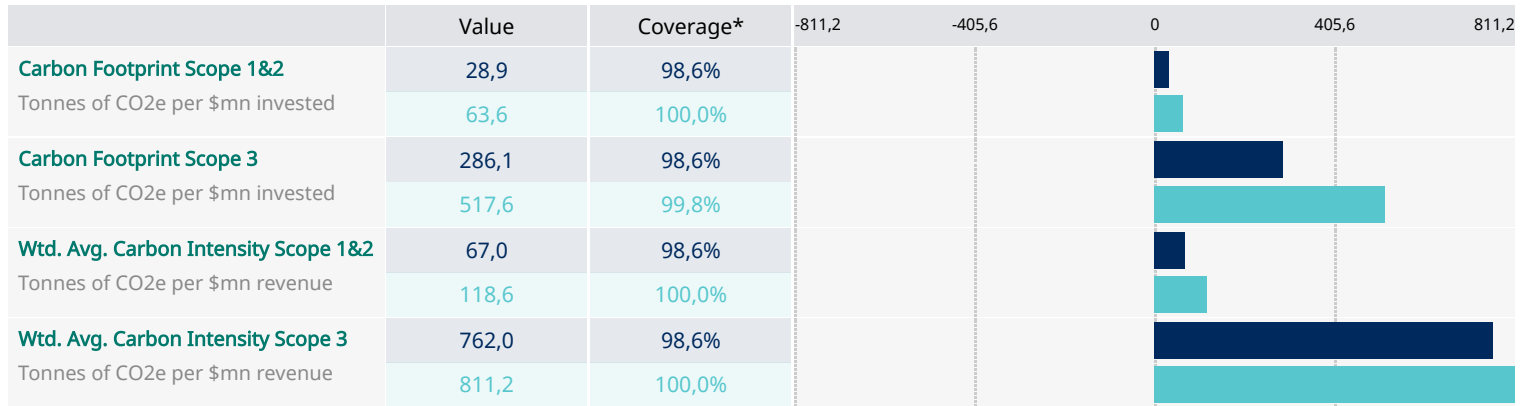 Value Coverage* -811,2 -405,6 0 405,6 811,2
Carbon Footprint Scope 1&2 28,9 98,6%
Tonnes of CO2e per $mn invested 63,6 100,0%
Carbon Footprint Scope 3 286,1 98,6%
Tonnes of CO2e per $mn invested 517,6 99,8%
Wtd. Avg. Carbon Intensity Scope 1&2 67,0 98,6%
Tonnes of CO2e per $mn revenue 118,6 100,0%
Wtd. Avg. Carbon Intensity Scope 3 762,0 98,6%
Tonnes of CO2e per $mn revenue 811,2 100,0%